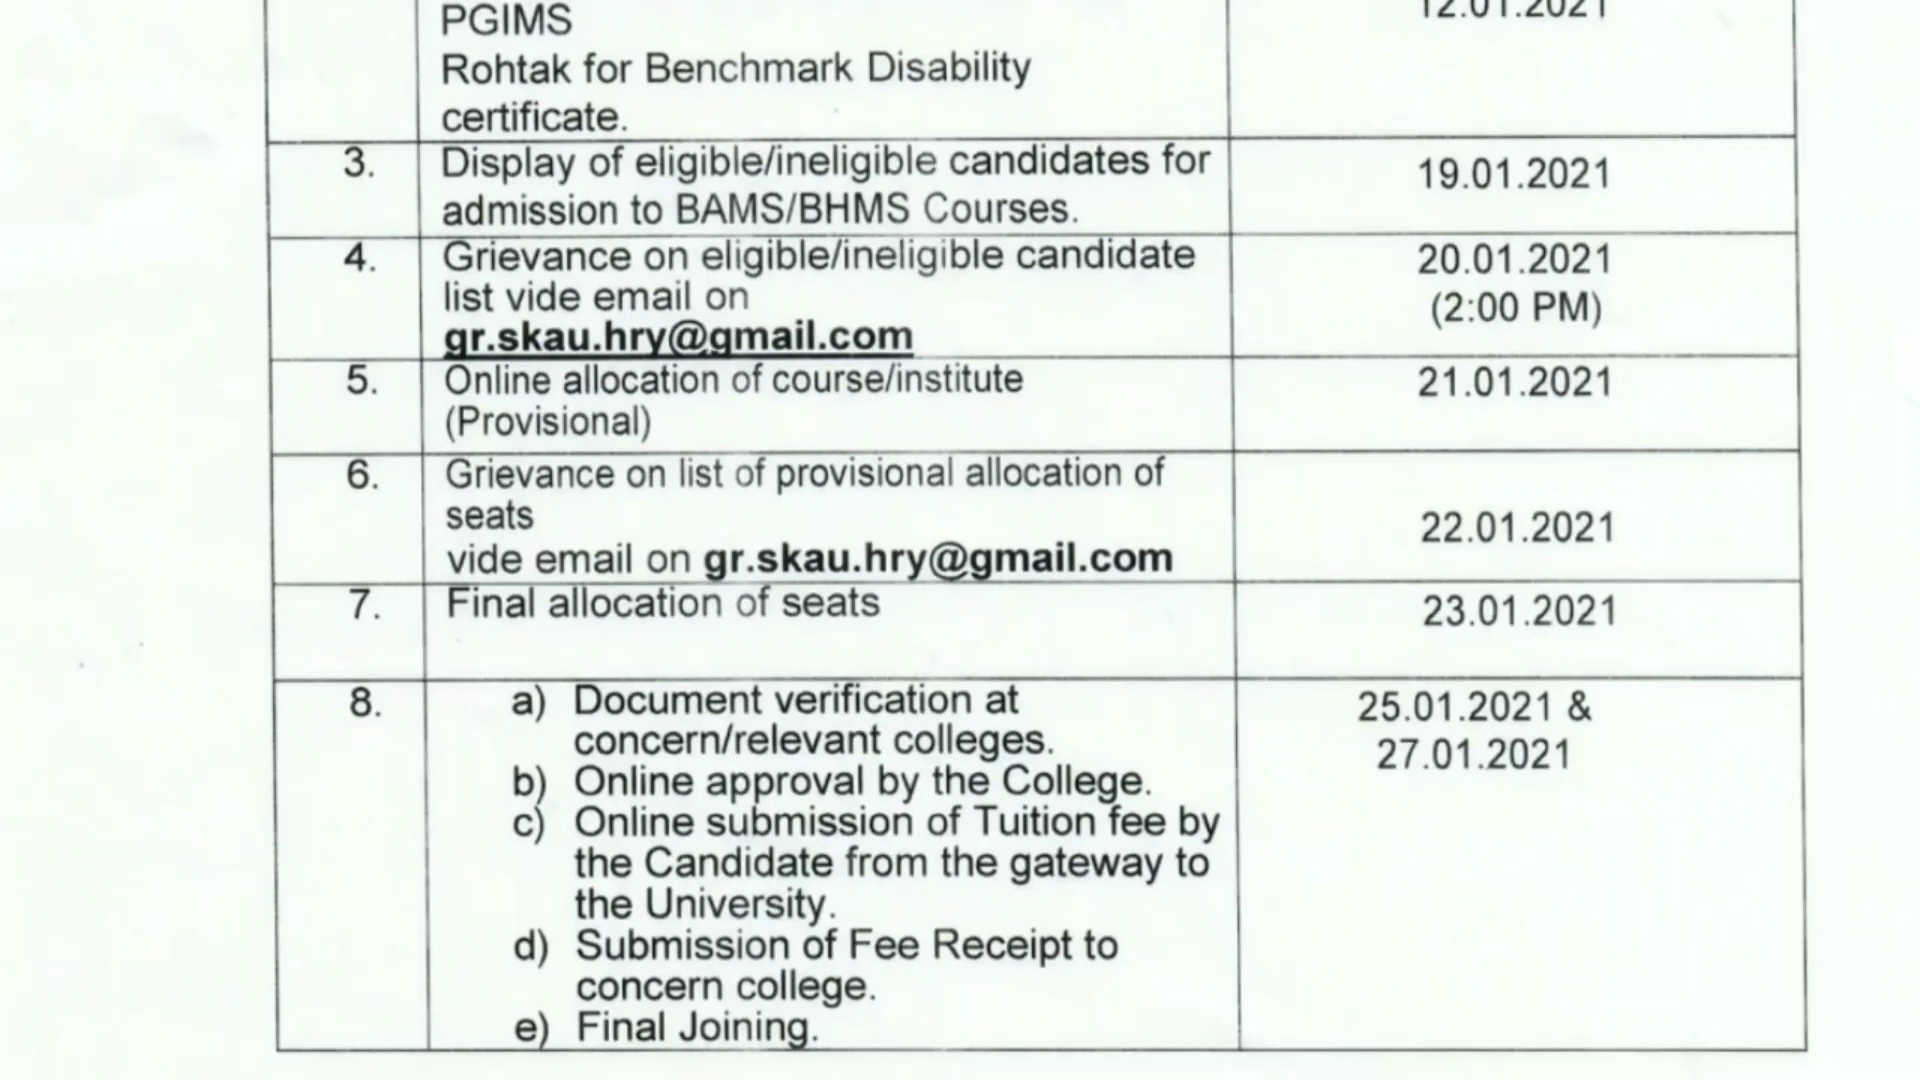 PGIMS
12.01.2021
Rohtak for Benchmark Disability
certificate.
3. Display of eligible/ineligible candidates for
admission to BAMS/BHMS Courses.
19.01.2021
4. Grievance on eligible/ineligible candidate
list vide email on
gr.skau.hry@gmail.com
20.01.2021
(2:00 PM)
5. Online allocation of course/institute
(Provisional)
21.01.2021
6. Grievance on list of provisional allocation of
seats
vide email on gr.skau.hry@gmail.com
22.01.2021
7. Final allocation of seats
23.01.2021
8. a) Document verification at
concern/relevant colleges.
b) Online approval by the College.
c) Online submission of Tuition fee by
the Candidate from the gateway to
the University.
d) Submission of Fee Receipt to
concern college.
e) Final Joining.
25.01.2021 &
27.01.2021